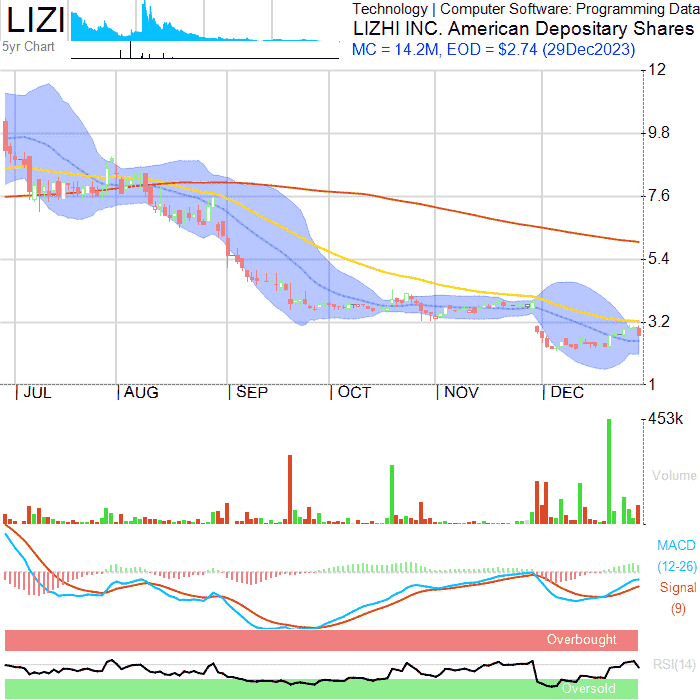 LIZI
5yr Chart
Technology | Computer Software: Programming Data
LIZHI INC. American Depositary Shares
MC = 14.2M, EOD = $2.74 (29Dec2023)
12
9.8
7.6
5.4
3.2
1
JUL AUG SEP OCT NOV DEC
453k
Volume
MACD
(12-26)
Signal
(9)
Overbought
RSI(14)
Oversold